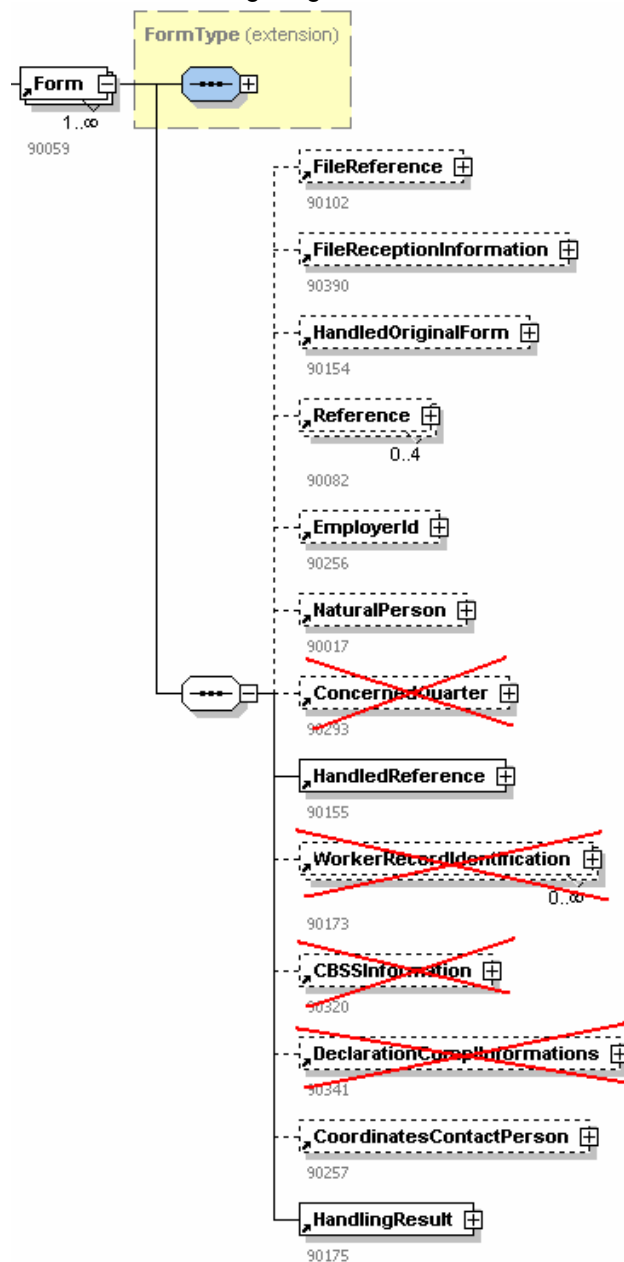 FormType (extension)
Form
1..∞
90059
FileReference
90102
FileReceptionInformation
90390
HandledOriginalForm
90154
Reference
0..4
90082
EmployerId
90256
NaturalPerson
90017
ConcernedQuarter
90293
HandledReference
90155
WorkerRecordIdentification
0..∞
90173
CBSSInformation
90320
DeclarationComplInformations
90341
CoordinatesContactPerson
90257
HandlingResult
90175